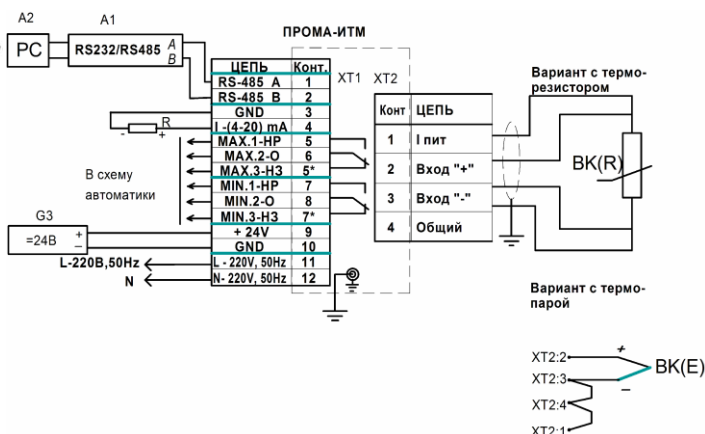 A2
A1
ПРОМА-ИТМ
PC
RS232/RS485
A
B
ЦЕПЬ Конт.
RS-485 A 1
RS-485 B 2
GND 3
I -(4-20) mA 4
MAX.1-HP 5
MAX.2-O 6
MAX.3-НЗ 5*
MIN.1-HP 7
MIN.2-O 8
MIN.3-НЗ 7*
+ 24V 9
GND 10
L - 220V, 50Hz 11
N- 220V, 50Hz 12
XT1
XT2
R
- +
В схему
автоматики
G3
=24В
+
−
L-220В,50Hz
N
Конт ЦЕПЬ
1 I пит
2 Вход "+"
3 Вход "-"
4 Общий
Вариант с термо-
резистором
BK(R)
Вариант с термо-
парой
XT2:2
+
XT2:3
−
BK(E)
XT2:4
XT2:1